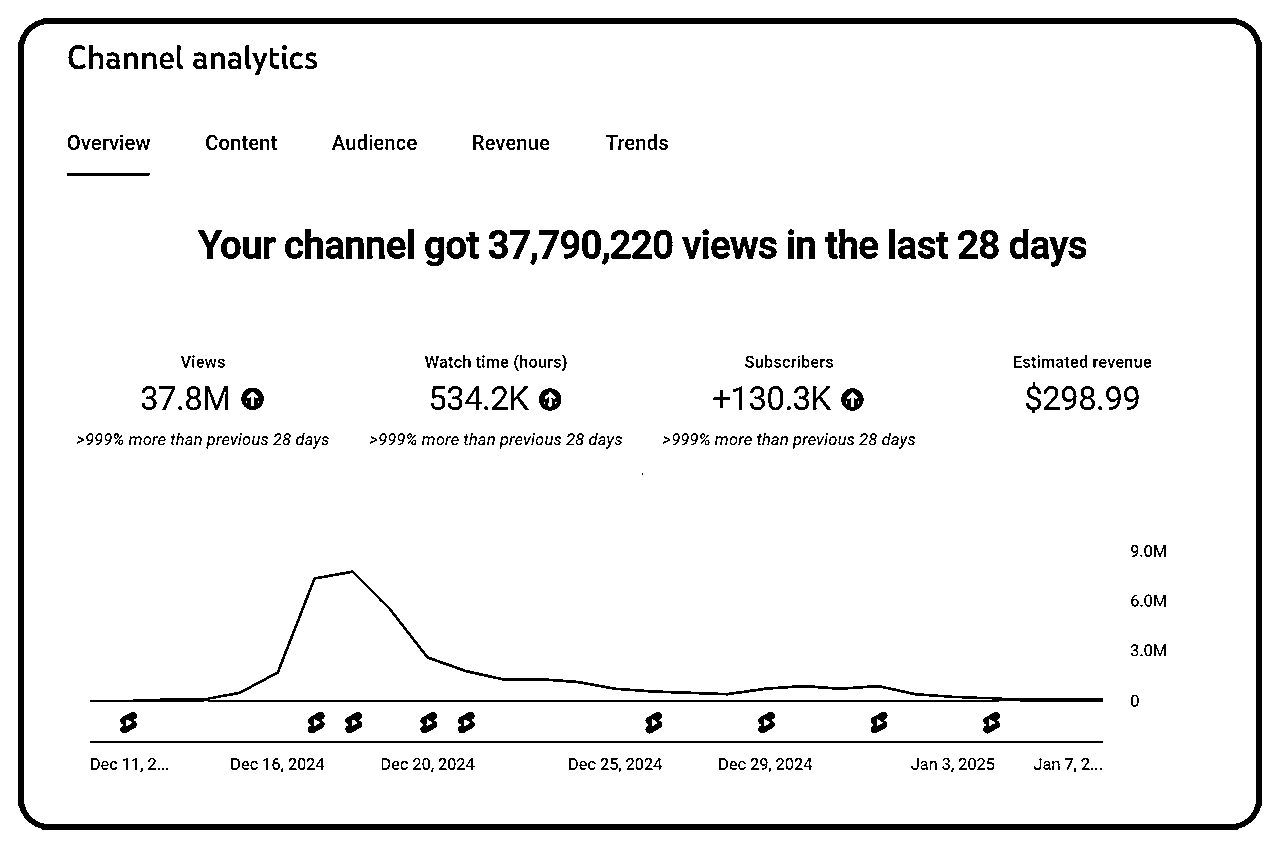 Channel analytics
Overview Content Audience Revenue Trends
Your channel got 37,790,220 views in the last 28 days
Views Watch time (hours) Subscribers Estimated revenue
37.8M 534.2K +130.3K $298.99
>999% more than previous 28 days >999% more than previous 28 days >999% more than previous 28 days
9.0M
6.0M
3.0M
0
Dec 11, 2... Dec 16, 2024 Dec 20, 2024 Dec 25, 2024 Dec 29, 2024 Jan 3, 2025 Jan 7, 2...